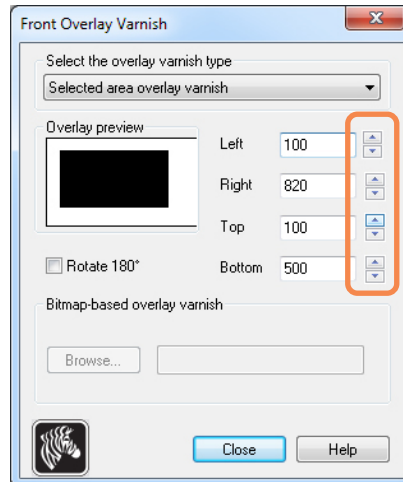 Front Overlay Varnish
Select the overlay varnish type
Selected area overlay varnish
Overlay preview
Left 100
Right 820
Top 100
Rotate 180° Bottom 500
Bitmap-based overlay varnish
Browse...
Close Help